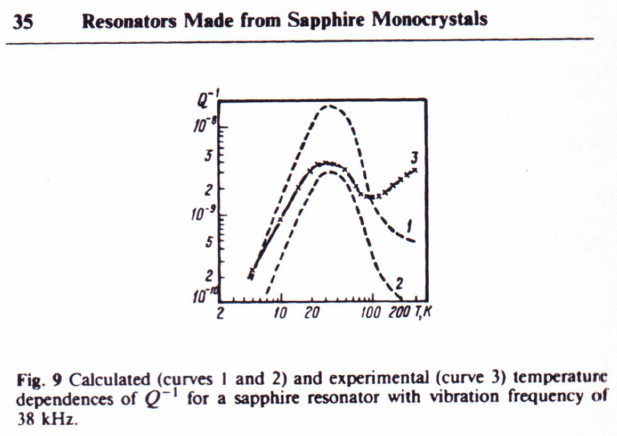 35 Resonators Made from Sapphire Monocrystals
Q⁻¹
10⁻⁸
5
2
10⁻⁹
5
2
10⁻¹⁰
3
1
2
2 10 20 100 200 T,K
Fig. 9 Calculated (curves 1 and 2) and experimental (curve 3) temperature
dependences of Q⁻¹ for a sapphire resonator with vibration frequency of
38 kHz.